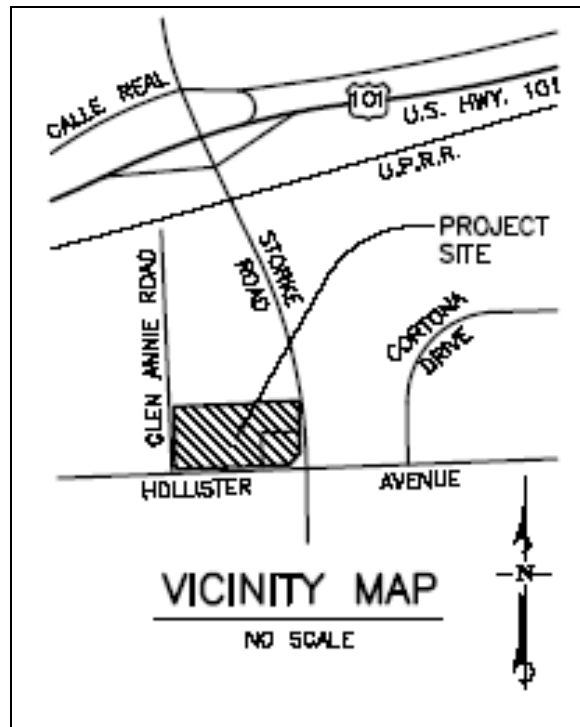 CALLE REAL
101
U.S. HWY. 101
U.P.R.R.
STORKE
ROAD
PROJECT
SITE
GLEN ANNIE ROAD
CORTONA
DRIVE
HOLLISTER
AVENUE
N
VICINITY MAP
NO SCALE